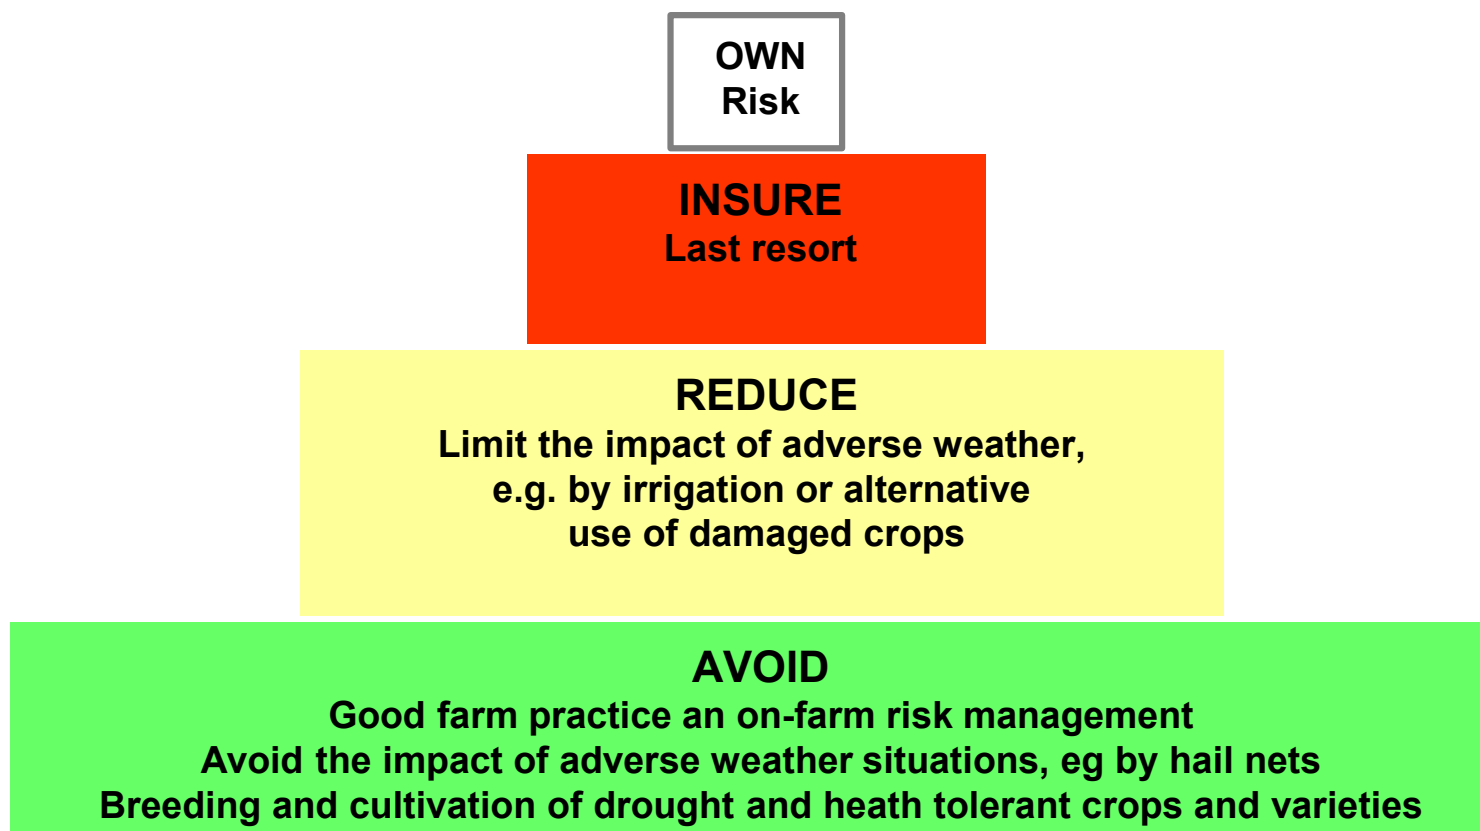 OWN
Risk
INSURE
Last resort
REDUCE
Limit the impact of adverse weather,
e.g. by irrigation or alternative
use of damaged crops
AVOID
Good farm practice an on-farm risk management
Avoid the impact of adverse weather situations, eg by hail nets
Breeding and cultivation of drought and heath tolerant crops and varieties